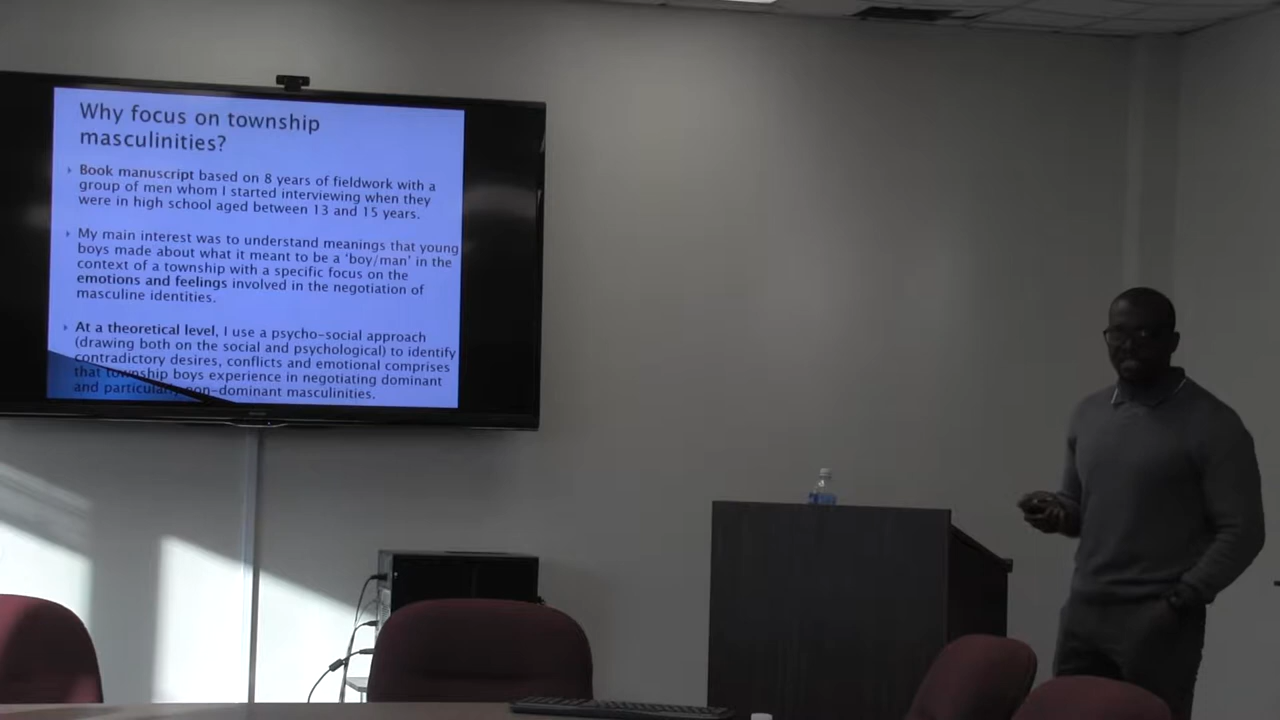 Why focus on township
masculinities?
Book manuscript based on 8 years of fieldwork with a
group of men whom I started interviewing when they
were in high school aged between 13 and 15 years.
My main interest was to understand meanings that young
boys made about what it meant to be a ‘boy/man’ in the
context of a township with a specific focus on the
emotions and feelings involved in the negotiation of
masculine identities.
At a theoretical level, I use a psycho-social approach
(drawing both on the social and psychological) to identify
contradictory desires, conflicts and emotional comprises
that township boys experience in negotiating dominant
and particularly non-dominant masculinities.